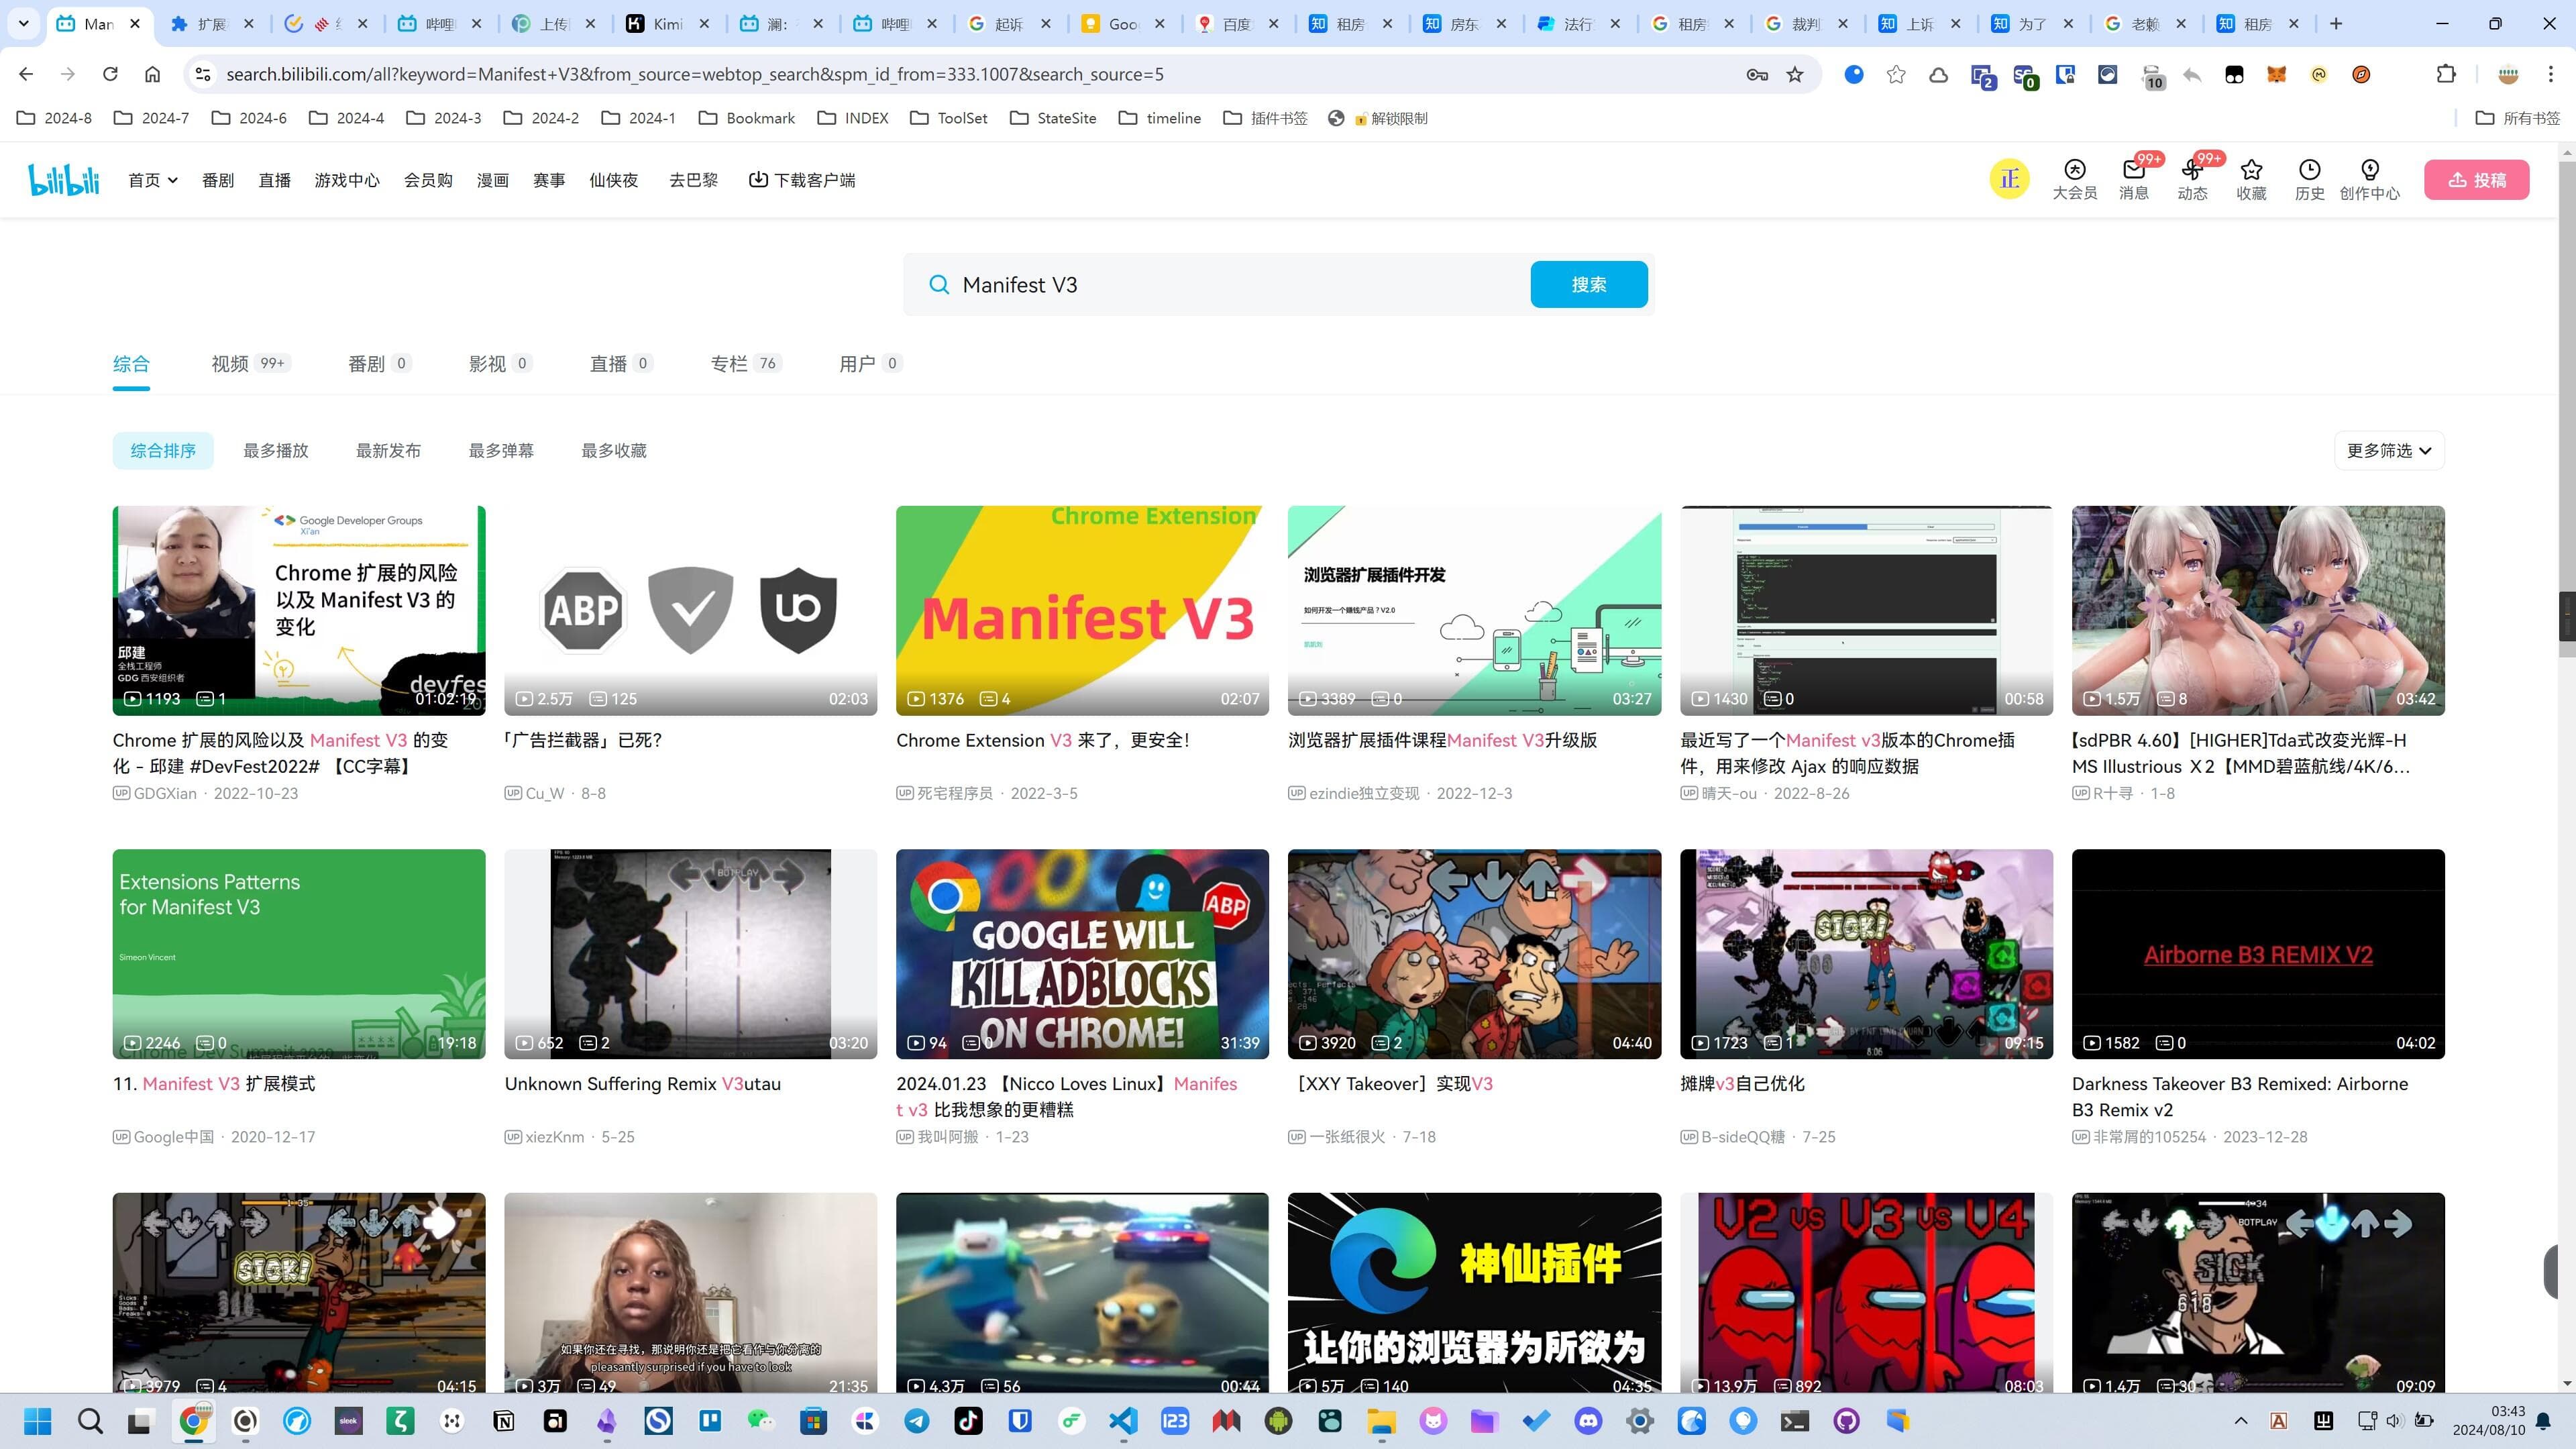 Man
扩展
哔哩
上传
Kimi
澜：
哔哩
起诉
Goo
百度
租房
房东
法行
租房
裁判
上诉
为了
老赖
租房
search.bilibili.com/all?keyword=Manifest+V3&from_source=webtop_search&spm_id_from=333.1007&search_source=5
2
0
10
2024-8
2024-7
2024-6
2024-4
2024-3
2024-2
2024-1
Bookmark
INDEX
ToolSet
StateSite
timeline
插件书签
解锁限制
所有书签
bilibili
首页
番剧
直播
游戏中心
会员购
漫画
赛事
仙侠夜
去巴黎
下载客户端
正
大会员
99+
消息
99+
动态
收藏
历史
创作中心
投稿
Manifest V3
搜索
综合
视频 99+
番剧 0
影视 0
直播 0
专栏 76
用户 0
综合排序
最多播放
最新发布
最多弹幕
最多收藏
更多筛选
Google Developer Groups
Xi'an
Chrome 扩展的风险
以及 Manifest V3 的
变化
邱建
全栈工程师
GDG 西安组织者
devfes
1193 1 01:02:19
Chrome 扩展的风险以及 Manifest V3 的变
化 - 邱建 #DevFest2022# 【CC字幕】
UP GDGXian · 2022-10-23
ABP
uo
2.5万 125 02:03
「广告拦截器」已死?
UP Cu_W · 8-8
Chrome Extension
Manifest V3
1376 4 02:07
Chrome Extension V3 来了，更安全!
UP 死宅程序员 · 2022-3-5
浏览器扩展插件开发
如何开发一个赚钱产品？V2.0
3389 0 03:27
浏览器扩展插件课程Manifest V3升级版
UP ezindie独立变现 · 2022-12-3
1430 0 00:58
最近写了一个Manifest v3版本的Chrome插
件，用来修改 Ajax 的响应数据
UP 晴天-ou · 2022-8-26
1.5万 8 03:42
【sdPBR 4.60】[HIGHER]Tda式改变光辉-H
MS Illustrious X2【MMD碧蓝航线/4K/6...
UP R十寻 · 1-8
Extensions Patterns
for Manifest V3
Simeon Vincent
2246 0 19:18
11. Manifest V3 扩展模式
UP Google中国 · 2020-12-17
BOTPLAY
652 2 03:20
Unknown Suffering Remix V3utau
UP xiezKnm · 5-25
ABP
GOOGLE WILL
KILL ADBLOCKS
ON CHROME!
94 0 31:39
2024.01.23 【Nicco Loves Linux】Manifes
t v3 比我想象的更糟糕
UP 我叫阿搬 · 1-23
3920 2 04:40
［XXY Takeover］实现V3
UP 一张纸很火 · 7-18
SICK!
8:06
1723 1 09:15
摊牌v3自己优化
UP B-sideQQ糖 · 7-25
Airborne B3 REMIX V2
1582 0 04:02
Darkness Takeover B3 Remixed: Airborne
B3 Remix v2
UP 非常屑的105254 · 2023-12-28
1:35
SICK!
3979 4 04:15
如果你还在寻找，那说明你还是把它看作与你分离的
pleasantly surprised if you have to look
3万 49 21:35
4.3万 56 00:44
神仙插件
让你的浏览器为所欲为
5万 140 04:35
V2 VS V3 VS V4
13.9万 892 08:03
4:34
BOTPLAY
SICK
618
1.4万 30 09:09
sleek
123
03:43
2024/08/10